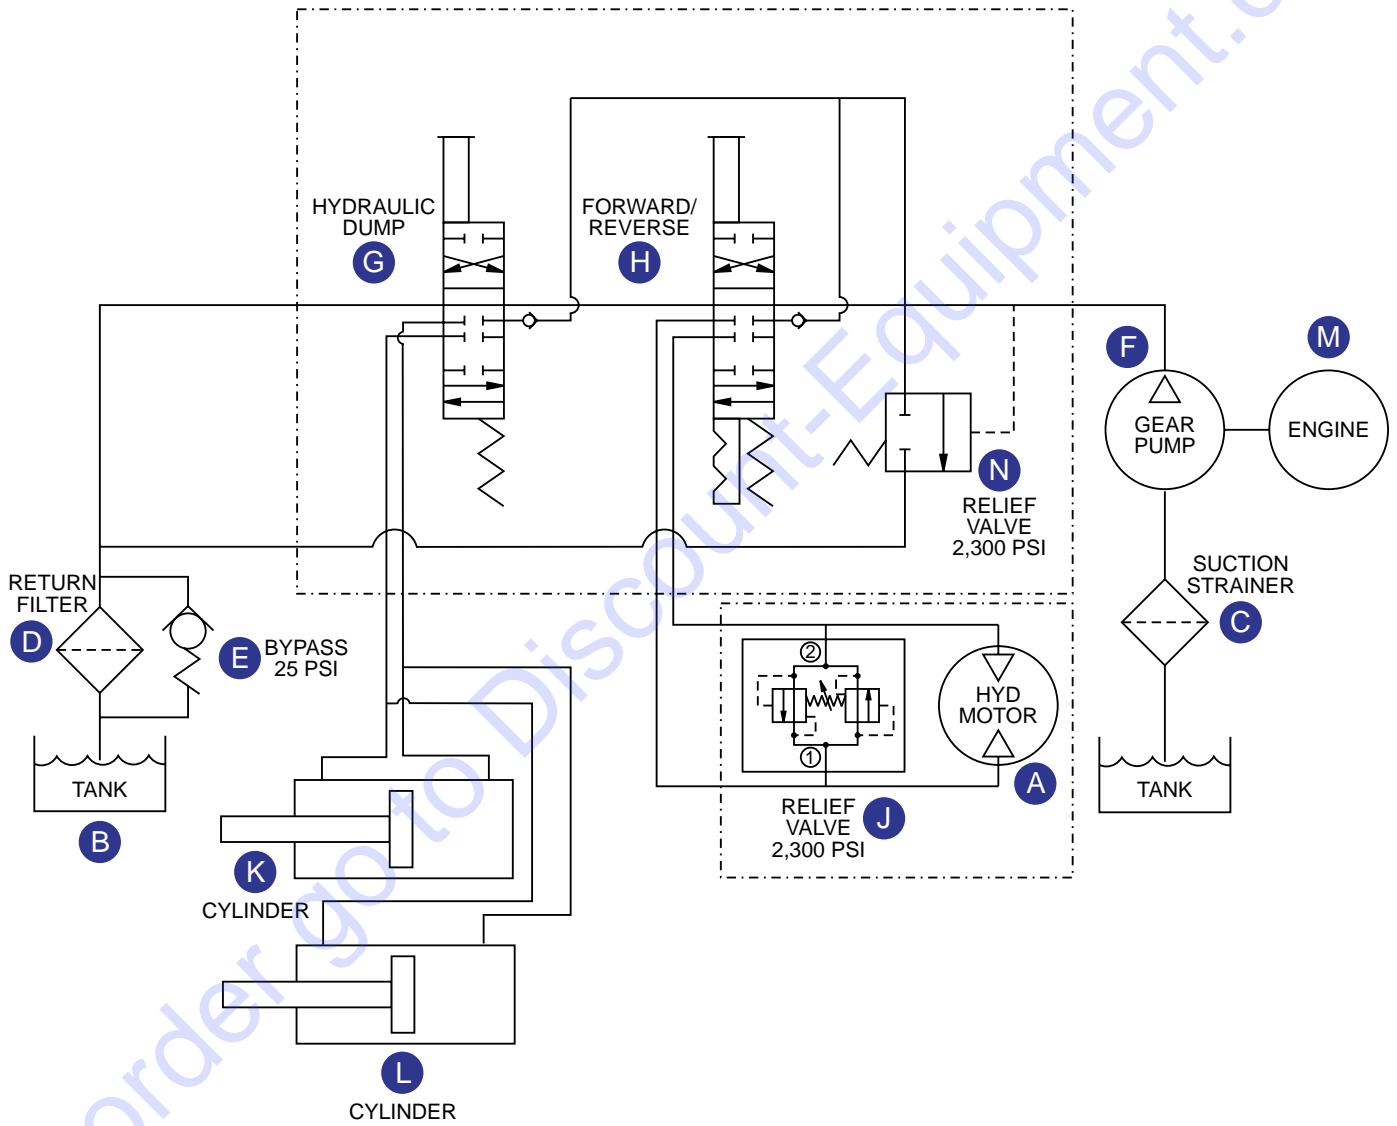 HYDRAULIC
DUMP
G
FORWARD/
REVERSE
H
F
M
GEAR
PUMP
ENGINE
N
RELIEF
VALVE
2,300 PSI
RETURN
FILTER
D
E
BYPASS
25 PSI
SUCTION
STRAINER
C
2
1
HYD
MOTOR
A
RELIEF
VALVE
2,300 PSI
J
TANK
B
TANK
K
CYLINDER
L
CYLINDER
order go to Discount-Equipment.c